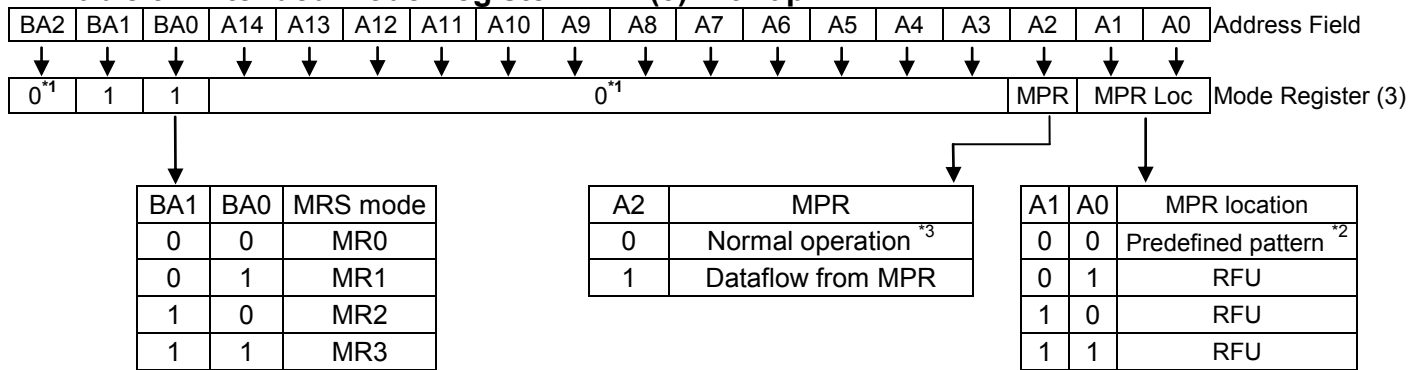 BA2 BA1 BA0 A14 A13 A12 A11 A10 A9 A8 A7 A6 A5 A4 A3 A2 A1 A0 Address Field
0*1 1 1 0*1 MPR MPR Loc Mode Register (3)
BA1 BA0 MRS mode
0 0 MR0
0 1 MR1
1 0 MR2
1 1 MR3
A2 MPR
0 Normal operation *3
1 Dataflow from MPR
A1 A0 MPR location
0 0 Predefined pattern *2
0 1 RFU
1 0 RFU
1 1 RFU